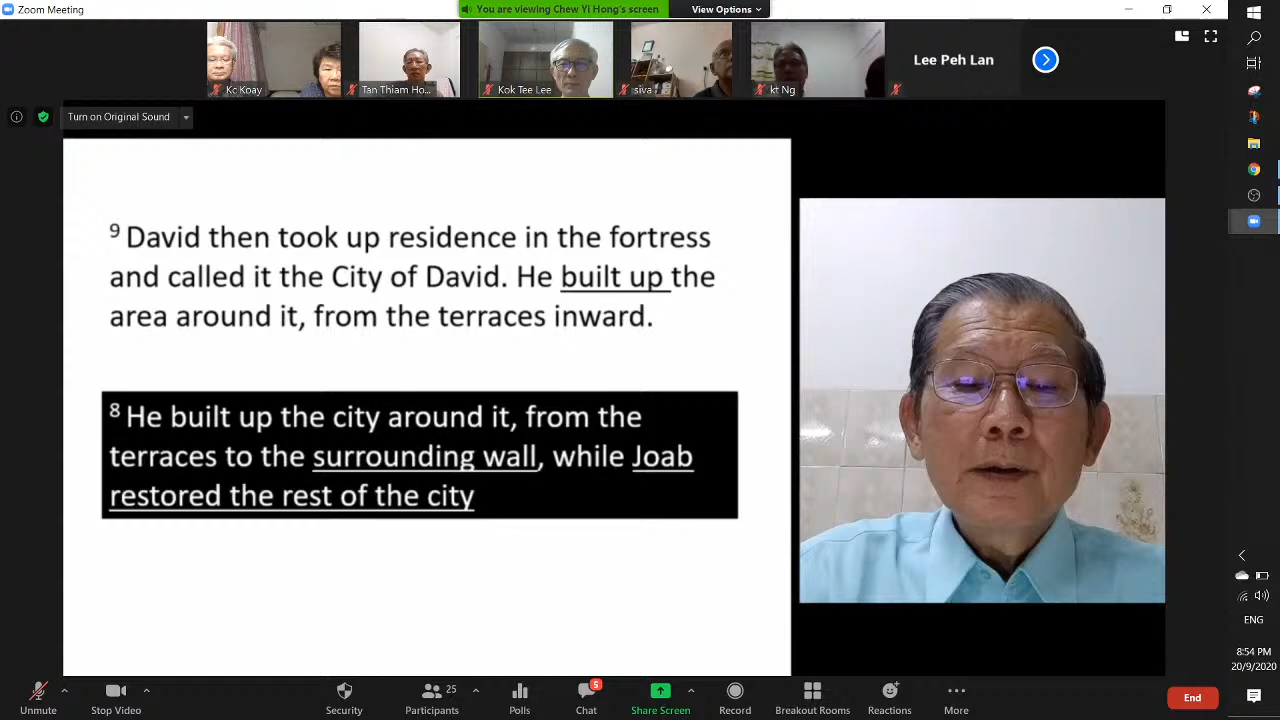 Zoom Meeting
You are viewing Chew Yi Hong's screen
View Options
Kc Koay
Tan Thiam Ho...
Kok Tee Lee
siva
kt Ng
Lee Peh Lan
Turn on Original Sound
9 David then took up residence in the fortress
and called it the City of David. He built up the
area around it, from the terraces inward.
8 He built up the city around it, from the
terraces to the surrounding wall, while Joab
restored the rest of the city
ENG
8:54 PM
20/9/2020
Unmute
Stop Video
Security
Participants
25
Polls
Chat
5
Share Screen
Record
Breakout Rooms
Reactions
More
End